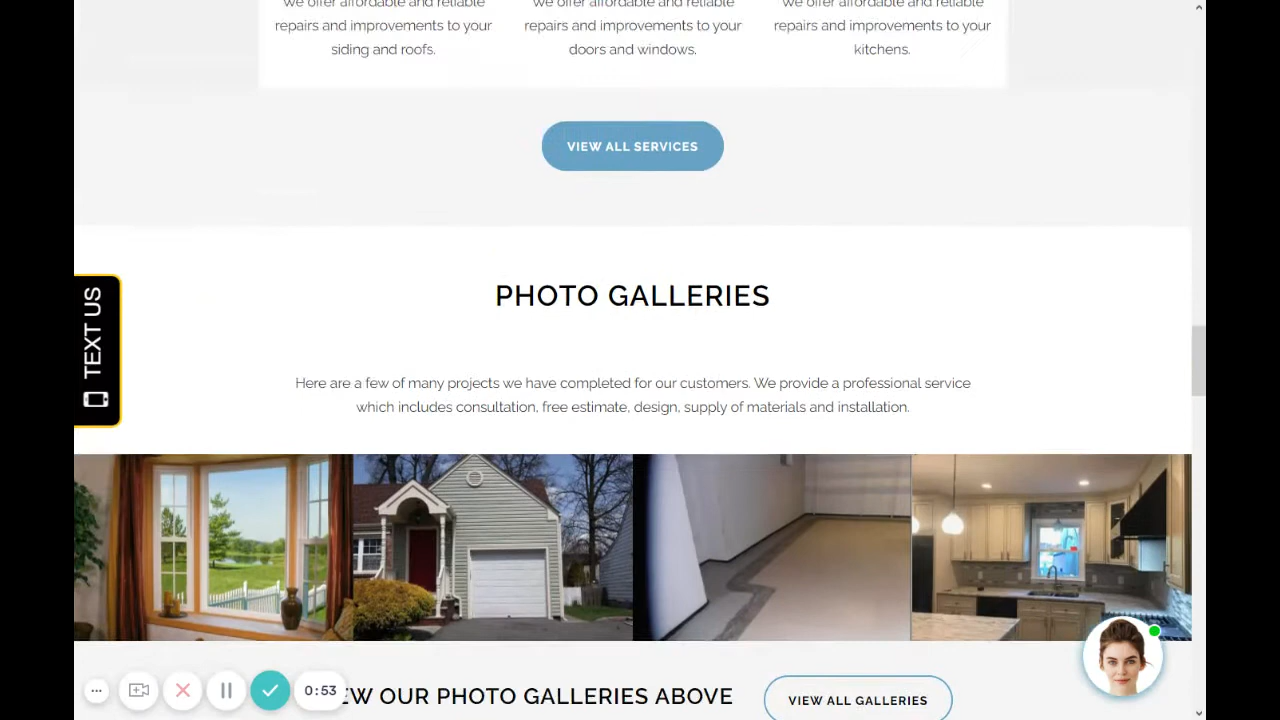 We offer affordable and reliable
repairs and improvements to your
siding and roofs.
We offer affordable and reliable
repairs and improvements to your
doors and windows.
We offer affordable and reliable
repairs and improvements to your
kitchens.
VIEW ALL SERVICES
TEXT US
PHOTO GALLERIES
Here are a few of many projects we have completed for our customers. We provide a professional service
which includes consultation, free estimate, design, supply of materials and installation.
0:53
EW OUR PHOTO GALLERIES ABOVE
VIEW ALL GALLERIES